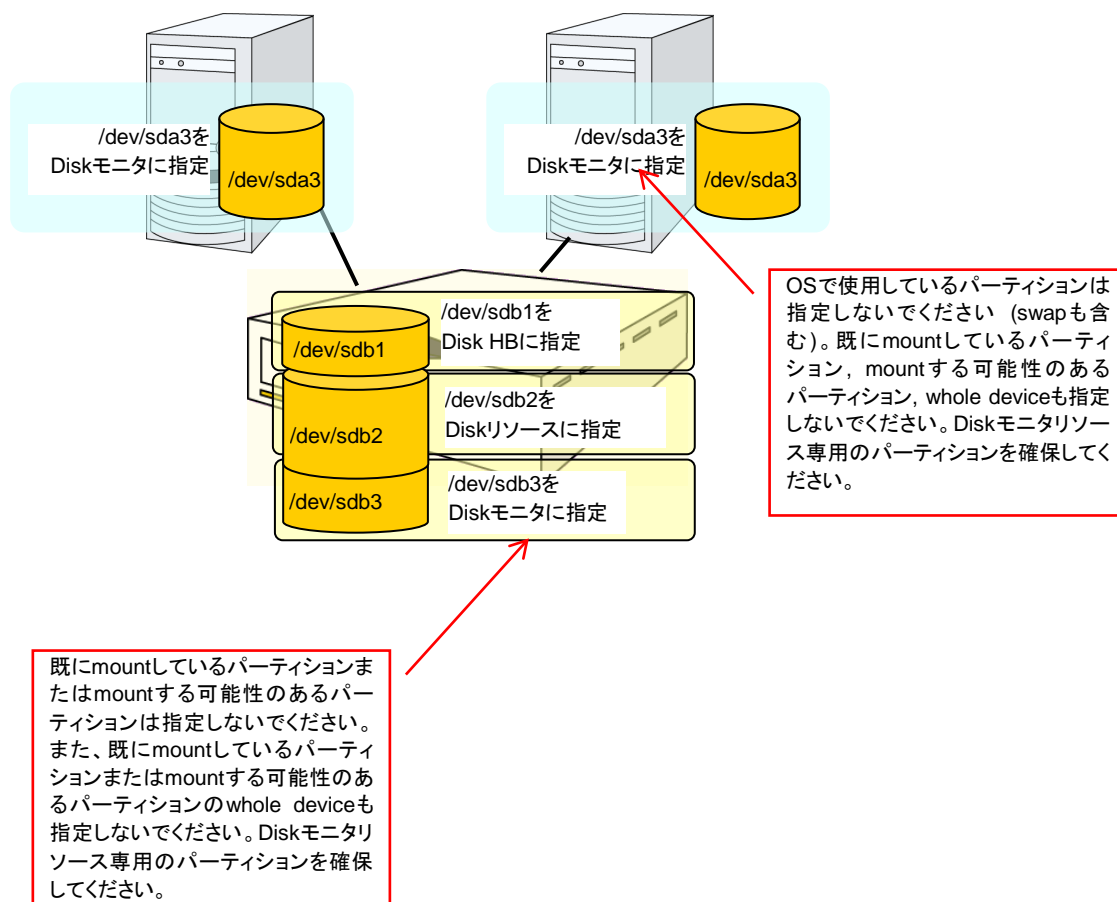 /dev/sda3を
Diskモニタに指定
/dev/sda3
/dev/sda3を
Diskモニタに指定
/dev/sda3
OSで使用しているパーティションは
指定しないでください (swapも含
む)。既にmountしているパーティ
ション, mountする可能性のある
パーティション, whole deviceも指定
しないでください。Diskモニタリソー
ス専用のパーティションを確保してく
ださい。
/dev/sdb1
/dev/sdb1を
Disk HBに指定
/dev/sdb2
/dev/sdb2を
Diskリソースに指定
/dev/sdb3
/dev/sdb3を
Diskモニタに指定
既にmountしているパーティションま
たはmountする可能性のあるパー
ティションは指定しないでください。
また、既にmountしているパーティ
ションまたはmountする可能性のあ
るパーティションのwhole deviceも
指定しないでください。Diskモニタリ
ソース専用のパーティションを確保
してください。